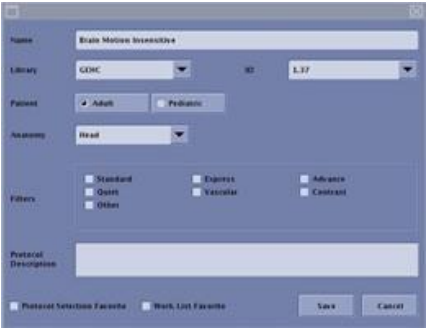 Name Brain Motion Insensitive
Library GEHC ID 1.37
Patient Adult Pediatric
Anatomy Head
Standard Express Advance
Filters Quiet Vascular Contrast
Other
Protocol
Description
Protocol Selection Favorite Work List Favorite Save Cancel